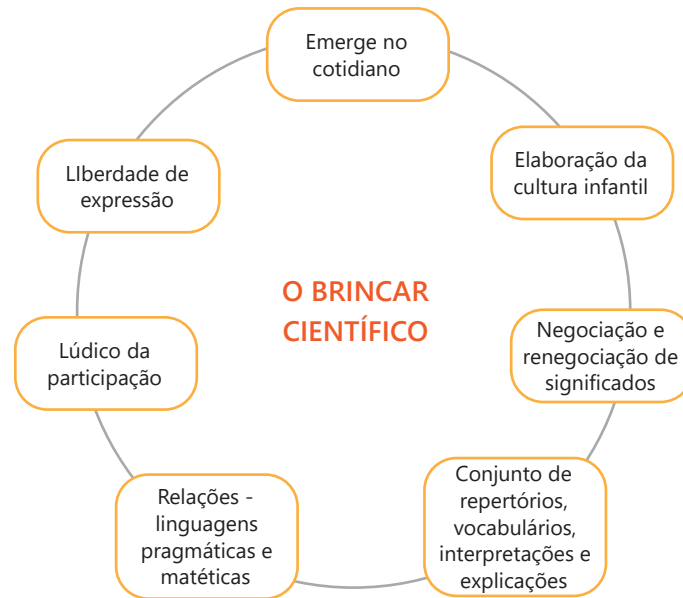 Emerge no
cotidiano
Elaboração da
cultura infantil
Negociação e
renegociação de
significados
Conjunto de
repertórios,
vocabulários,
interpretações e
explicações
Relações -
linguagens
pragmáticas e
matéticas
Lúdico da
participação
LIberdade de
expressão
O BRINCAR
CIENTÍFICO